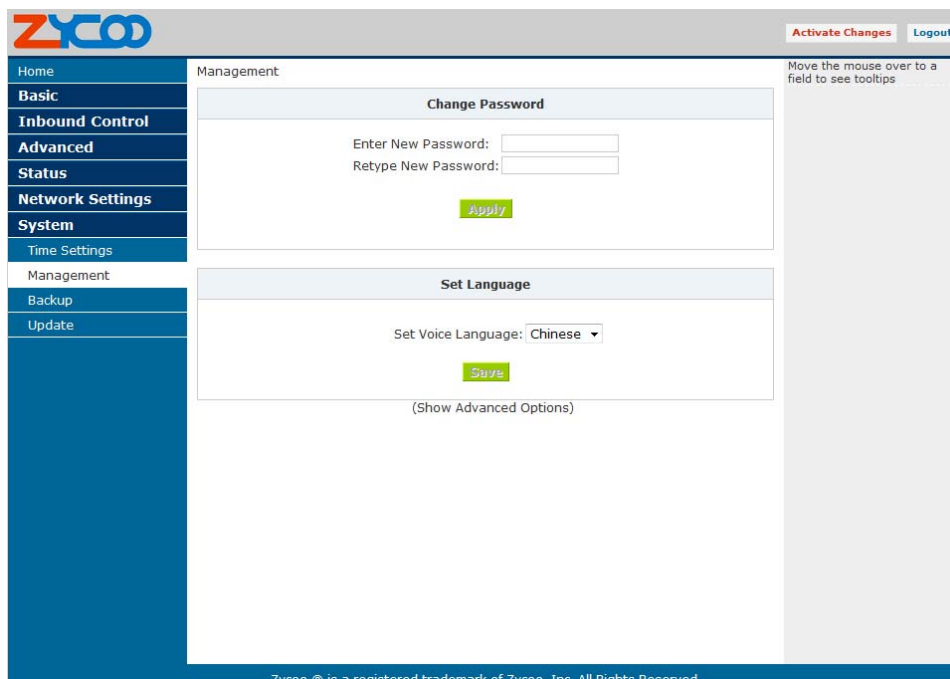 ZYCOO
Activate Changes Logout
Home
Basic
Inbound Control
Advanced
Status
Network Settings
System
Time Settings
Management
Backup
Update
Management
Change Password
Enter New Password:
Retype New Password:
Apply
Set Language
Set Voice Language: Chinese
Save
(Show Advanced Options)
Move the mouse over to a
field to see tooltips
Zycoo ® is a registered trademark of Zycoo, Inc. All Rights Reserved